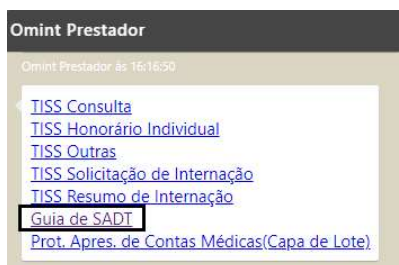 Omint Prestador
Omint Prestador às 16:16:50
TISS Consulta
TISS Honorário Individual
TISS Outras
TISS Solicitação de Internação
TISS Resumo de Internação
Guia de SADT
Prot. Apres. de Contas Médicas(Capa de Lote)